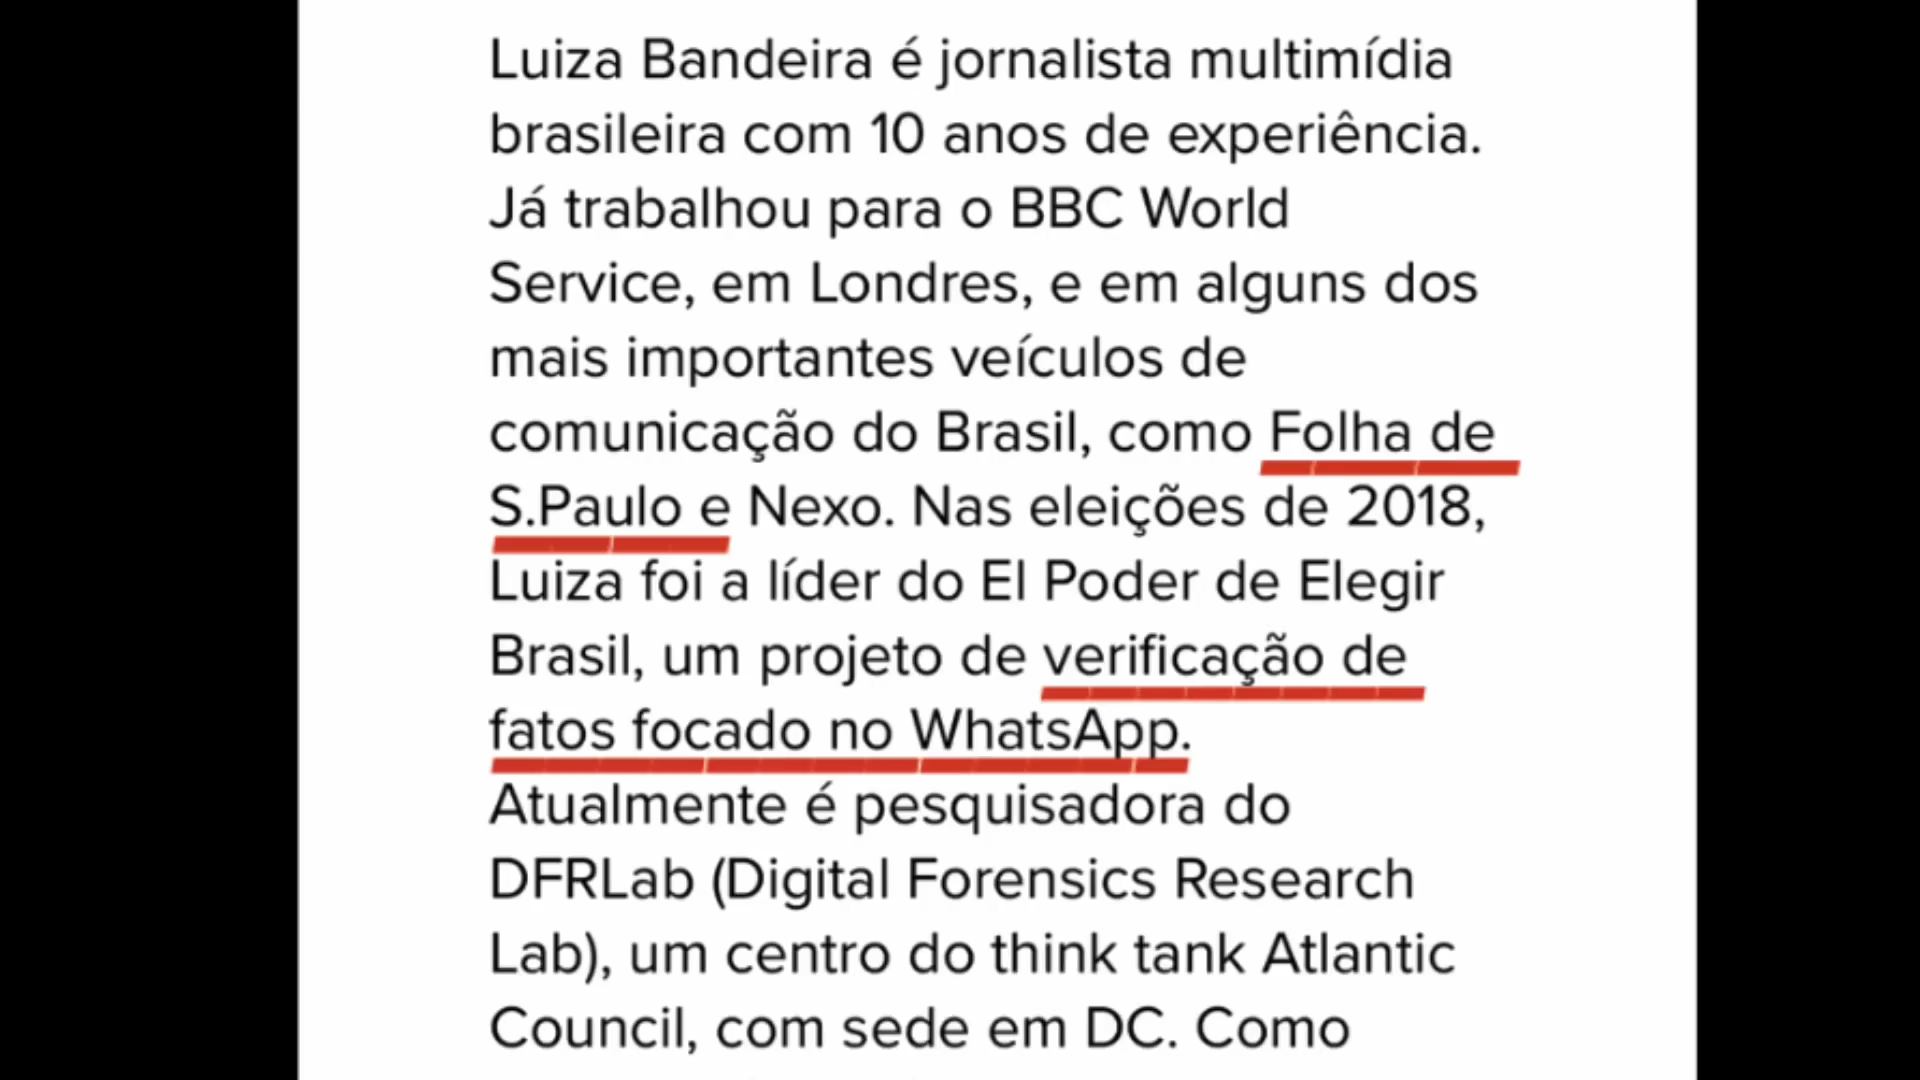 Luiza Bandeira é jornalista multimídia
brasileira com 10 anos de experiência.
Já trabalhou para o BBC World
Service, em Londres, e em alguns dos
mais importantes veículos de
comunicação do Brasil, como Folha de
S.Paulo e Nexo. Nas eleições de 2018,
Luiza foi a líder do El Poder de Elegir
Brasil, um projeto de verificação de
fatos focado no WhatsApp.
Atualmente é pesquisadora do
DFRLab (Digital Forensics Research
Lab), um centro do think tank Atlantic
Council, com sede em DC. Como